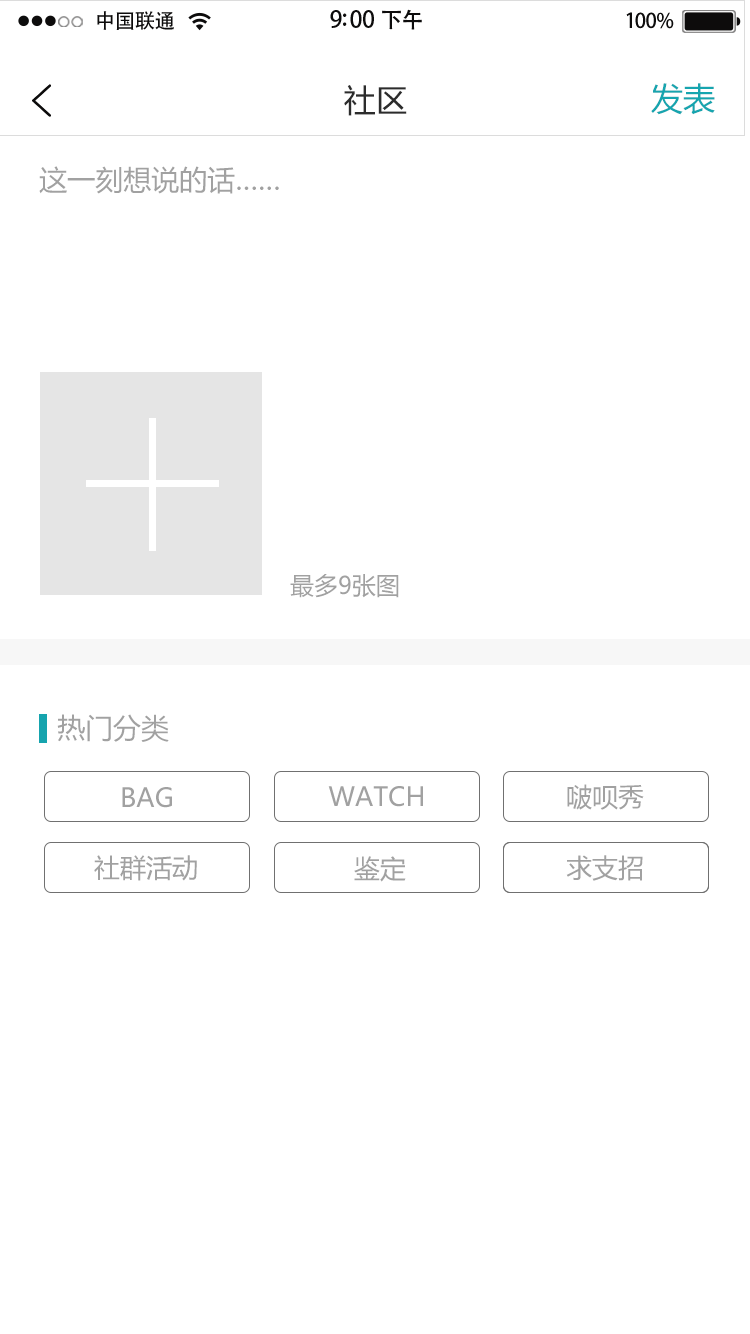 中国联通 9:00 下午 100%
社区 发表
这一刻想说的话......
最多9张图
热门分类
BAG WATCH 啵呗秀
社群活动 鉴定 求支招